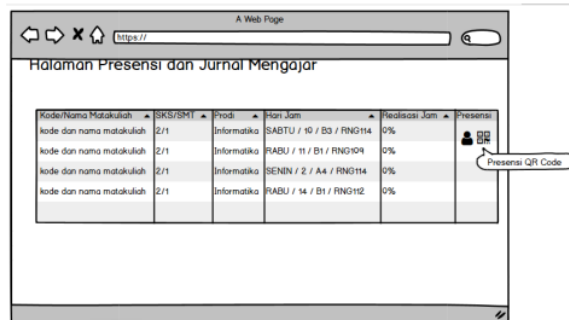 A Web Page
https://
Halaman Presensi dan Jurnal Mengajar
Kode/Nama Matakuliah SKS/SMT Prodi Hari Jam Realisasi Jam Presensi
kode dan nama matakuliah 2/1 Informatika SABTU / 10 / B3 / RNG114 0%
kode dan nama matakuliah 2/1 Informatika RABU / 11 / B1 / RNG109 0%
Presensi QR Code
kode dan nama matakuliah 2/1 Informatika SENIN / 2 / A4 / RNG114 0%
kode dan nama matakuliah 2/1 Informatika RABU / 14 / B1 / RNG112 0%